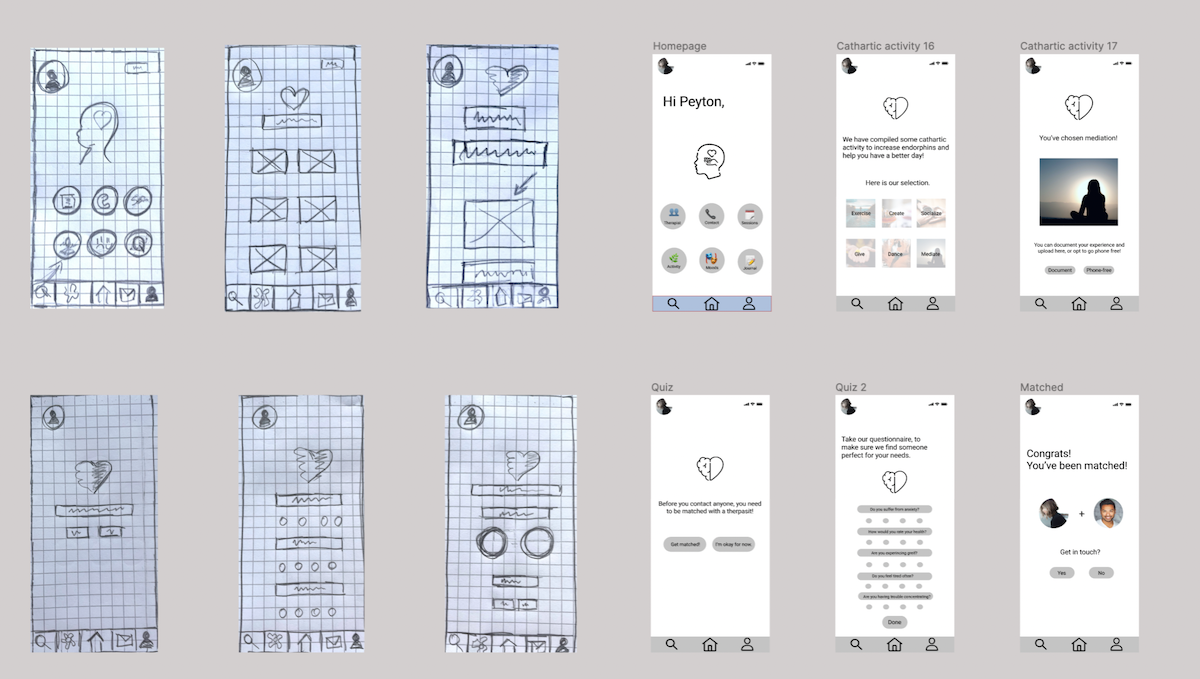 Homepage
Hi Peyton,
Therapist
Contact
Sessions
Activity
Moods
Journal
Cathartic activity 16
We have compiled some cathartic
activity to increase endorphins and
help you have a better day!
Here is our selection.
Exercise
Create
Socialize
Give
Dance
Mediate
Cathartic activity 17
You've chosen mediation!
You can document your experience and
upload here, or opt to go phone free!
Document
Phone-free
Quiz
Before you contact anyone, you need
to be matched with a therpasit!
Get matched!
I'm okay for now.
Quiz 2
Take our questionnaire, to
make sure we find someone
perfect for your needs.
Do you suffer from anxiety?
How would you rate your health?
Are you experiencing grief?
Do you feel tired often?
Are you having trouble concentrating?
Done
Matched
Congrats!
You've been matched!
+
Get in touch?
Yes
No